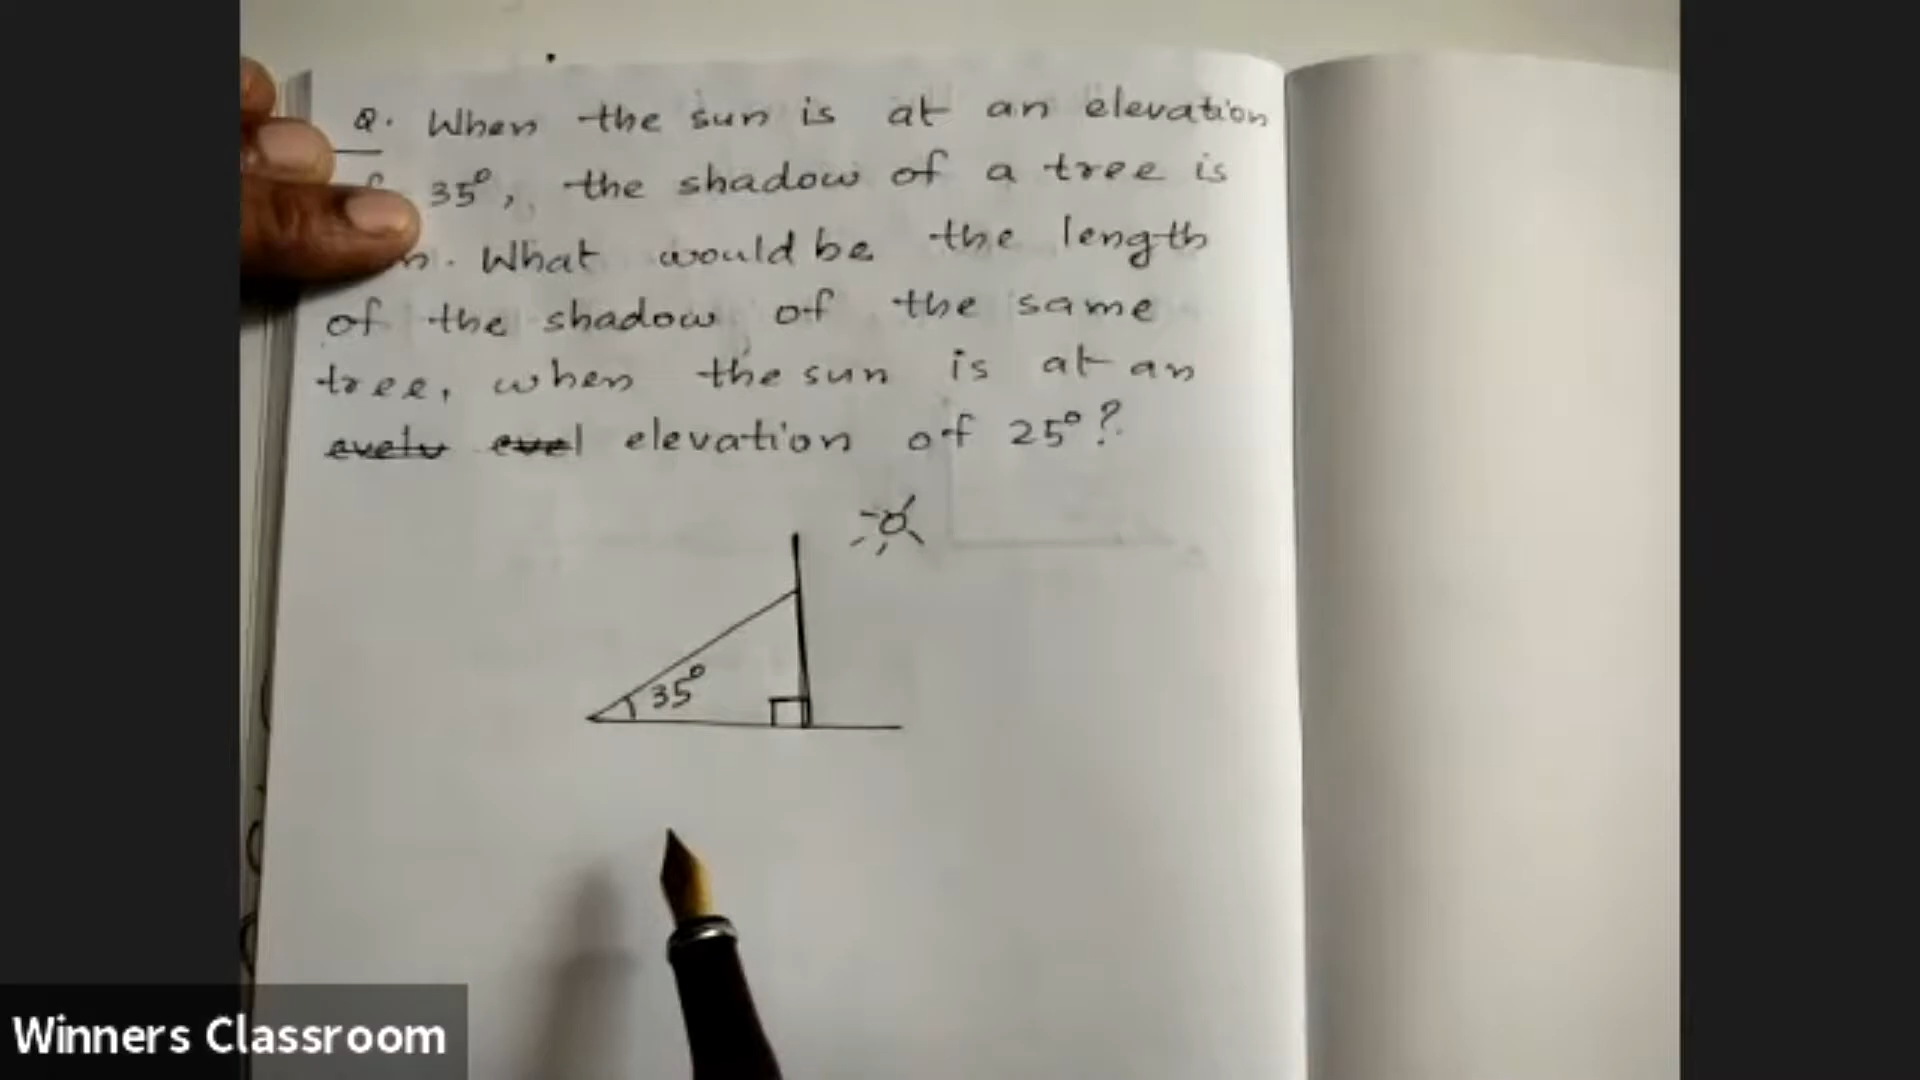 Q. When the sun is at an elevation
35°, the shadow of a tree is
. What would be the length
of the shadow of the same
tree, when the sun is at an
elevation of 25°?
35°
Winners Classroom